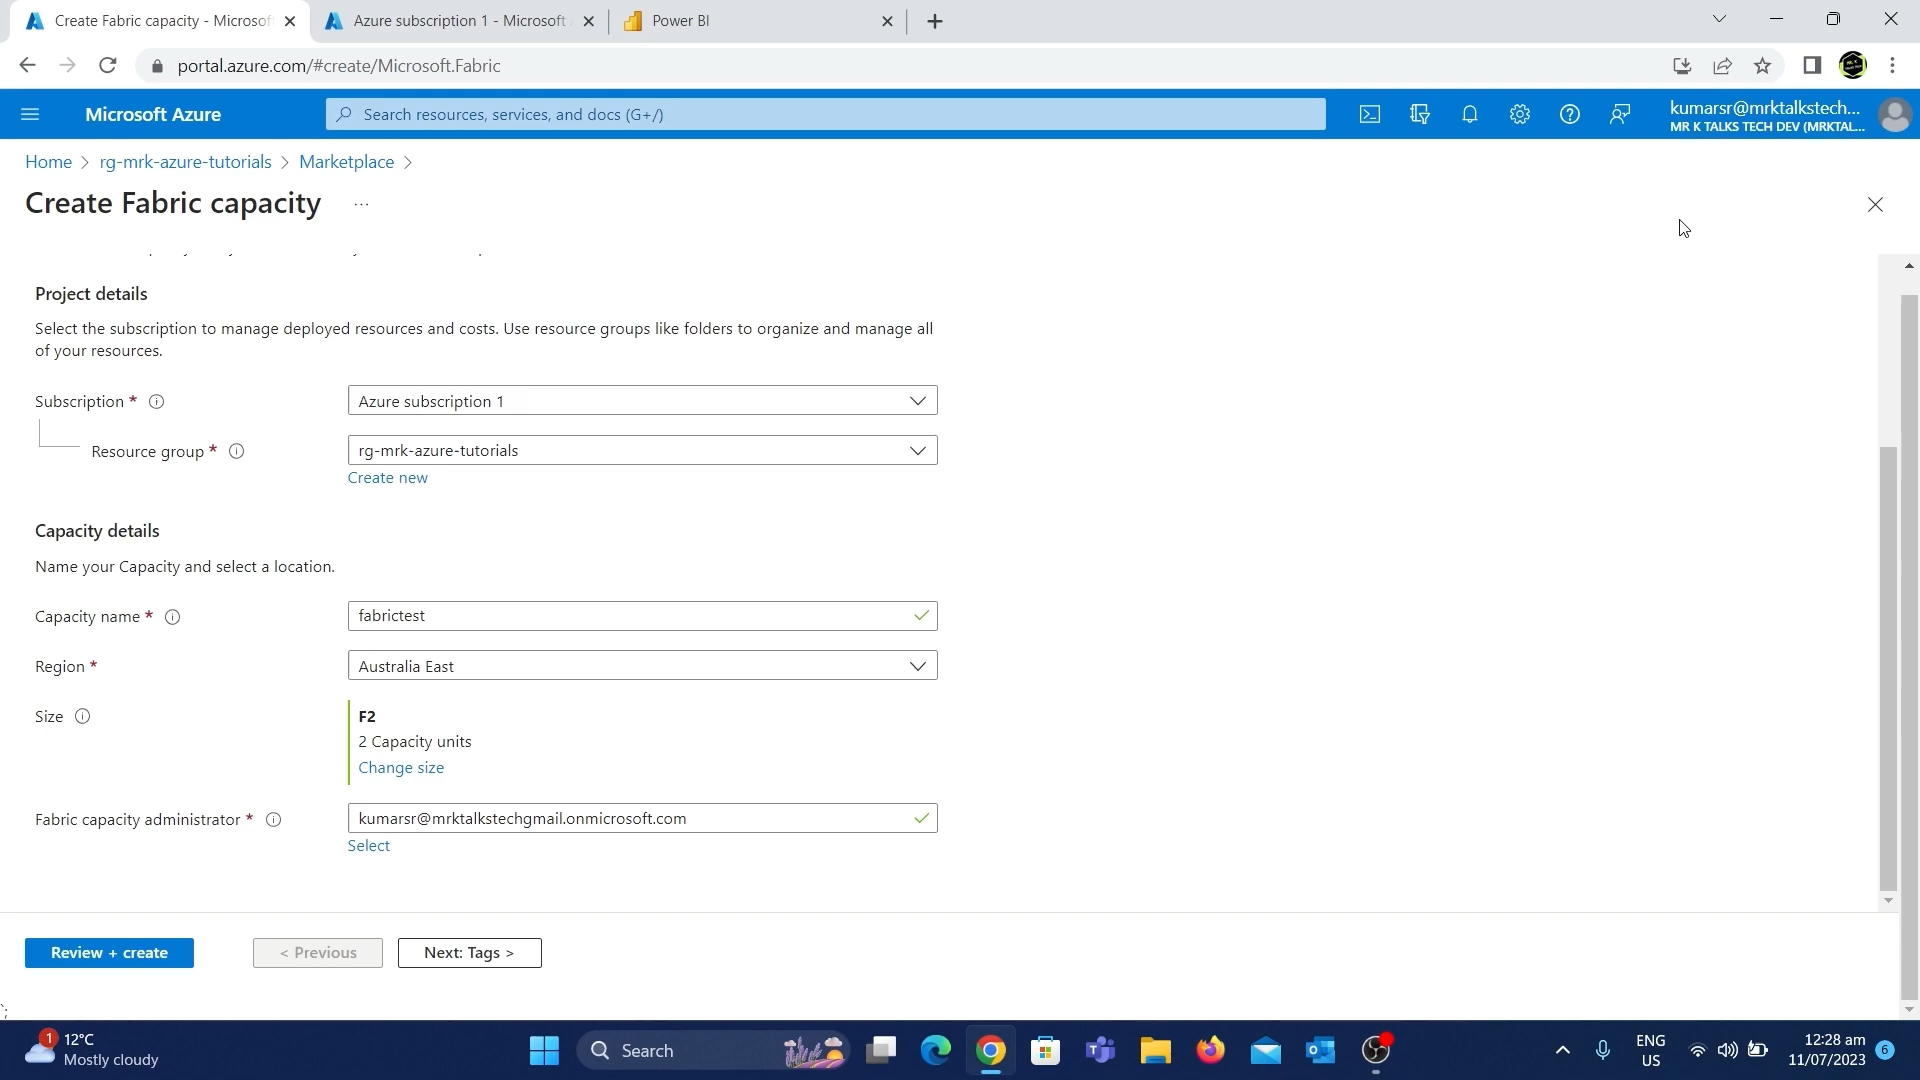 Create Fabric capacity - Microsof
Azure subscription 1 - Microsoft
Power BI
portal.azure.com/#create/Microsoft.Fabric
Microsoft Azure
Search resources, services, and docs (G+/)
kumarsr@mrktalkstech...
MR K TALKS TECH DEV (MRKTAL...
Home > rg-mrk-azure-tutorials > Marketplace >
Create Fabric capacity ...
Project details
Select the subscription to manage deployed resources and costs. Use resource groups like folders to organize and manage all
of your resources.
Subscription *
Azure subscription 1
Resource group *
rg-mrk-azure-tutorials
Create new
Capacity details
Name your Capacity and select a location.
Capacity name *
fabrictest
Region *
Australia East
Size
F2
2 Capacity units
Change size
Fabric capacity administrator *
kumarsr@mrktalkstechgmail.onmicrosoft.com
Select
Review + create
< Previous
Next: Tags >
1
12°C
Mostly cloudy
Search
ENG
US
12:28 am
11/07/2023
6